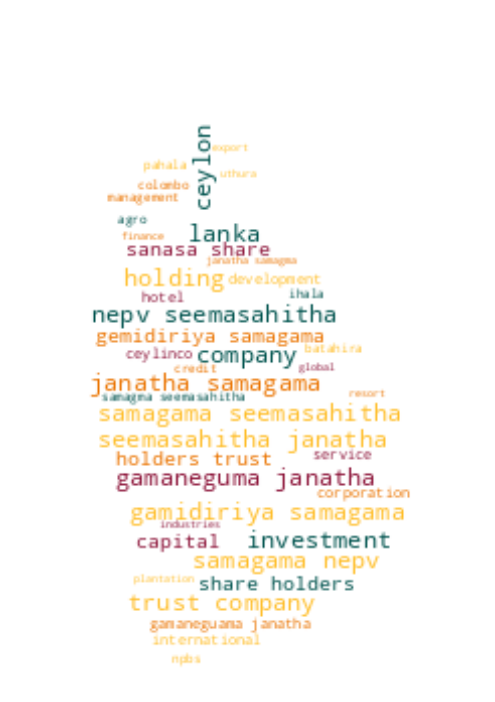 ceylon
export
pahala
uthura
colombo
management
agro
lanka
finance
sanasa share
janatha samagma
holding development
hotel
ihala
nepv seemasahitha
gemidiriya samagama
batahira
ceylinco company
credit
global
janatha samagama
resort
samagma seemasahitha
samagama seemasahitha
seemasahitha janatha
holders trust
service
gamaneguma janatha
corporation
gamidiriya samagama
industries
capital investment
samagama nepv
plantation share holders
trust company
gamaneguama janatha
international
npbs